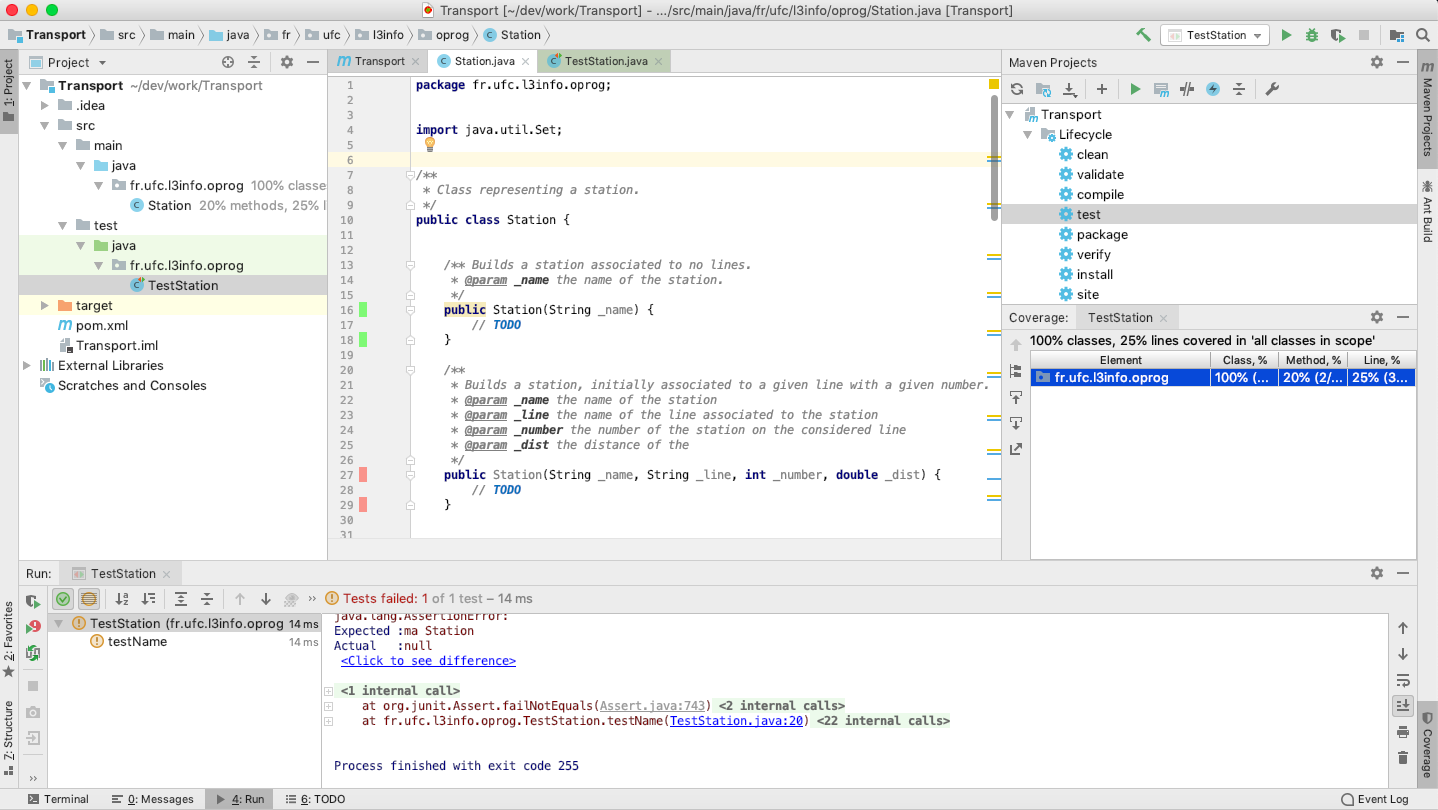 Transport [~/dev/work/Transport] - .../src/main/java/fr/ufc/l3info/oprog/Station.java [Transport]
Transport src main java fr ufc l3info oprog Station
TestStation
1: Project
Project
Transport ~/dev/work/Transport
.idea
src
main
java
fr.ufc.l3info.oprog 100% classe
Station 20% methods, 25% l
test
java
fr.ufc.l3info.oprog
TestStation
target
pom.xml
Transport.iml
External Libraries
Scratches and Consoles
Transport
Station.java
TestStation.java
1 package fr.ufc.l3info.oprog;
2
3
4 import java.util.Set;
5
6
7 /**
8 * Class representing a station.
9 */
10 public class Station {
11
12
13 /** Builds a station associated to no lines.
14 * @param _name the name of the station.
15 */
16 public Station(String _name) {
17 // TODO
18 }
19
20 /**
21 * Builds a station, initially associated to a given line with a given number.
22 * @param _name the name of the station
23 * @param _line the name of the line associated to the station
24 * @param _number the number of the station on the considered line
25 * @param _dist the distance of the
26 */
27 public Station(String _name, String _line, int _number, double _dist) {
28 // TODO
29 }
30
31
Maven Projects
Transport
Lifecycle
clean
validate
compile
test
package
verify
install
site
Coverage: TestStation
100% classes, 25% lines covered in 'all classes in scope'
Element Class, % Method, % Line, %
fr.ufc.l3info.oprog 100% (... 20% (2/... 25% (3...
Maven Projects
Ant Build
Coverage
Run: TestStation
Tests failed: 1 of 1 test – 14 ms
TestStation (fr.ufc.l3info.oprog 14 ms
testName 14 ms
java.lang.AssertionError:
Expected :ma Station
Actual :null
<Click to see difference>
<1 internal call>
at org.junit.Assert.failNotEquals(Assert.java:743) <2 internal calls>
at fr.ufc.l3info.oprog.TestStation.testName(TestStation.java:20) <22 internal calls>
Process finished with exit code 255
2: Favorites
Z: Structure
Terminal
0: Messages
4: Run
6: TODO
Event Log